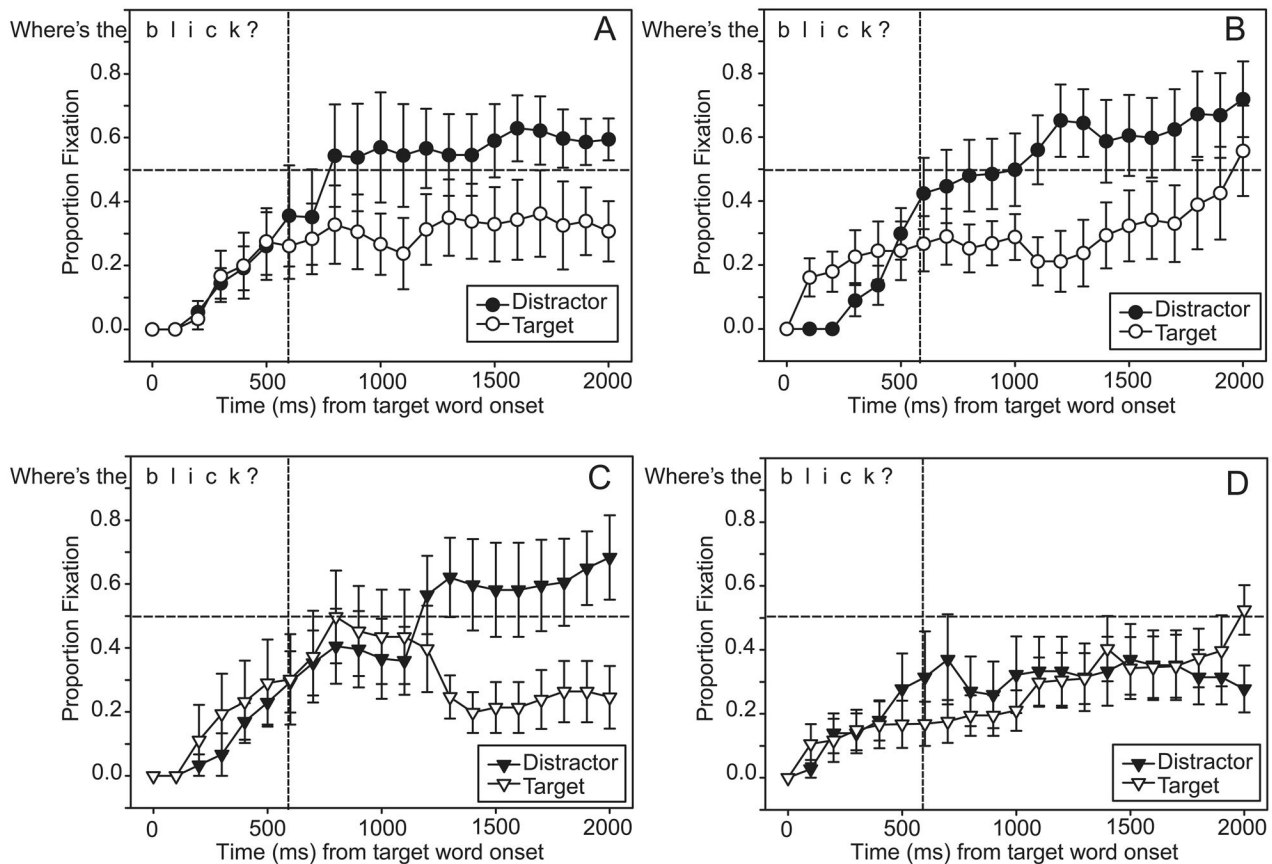 Where's the b l i c k ?
A
Proportion Fixation
0.8
0.6
0.4
0.2
0.0
Distractor
Target
0 500 1000 1500 2000
Time (ms) from target word onset
Where's the b l i c k ?
B
Proportion Fixation
0.8
0.6
0.4
0.2
0.0
Distractor
Target
0 500 1000 1500 2000
Time (ms) from target word onset
Where's the b l i c k ?
C
Proportion Fixation
0.8
0.6
0.4
0.2
0.0
Distractor
Target
0 500 1000 1500 2000
Time (ms) from target word onset
Where's the b l i c k ?
D
Proportion Fixation
0.8
0.6
0.4
0.2
0.0
Distractor
Target
0 500 1000 1500 2000
Time (ms) from target word onset